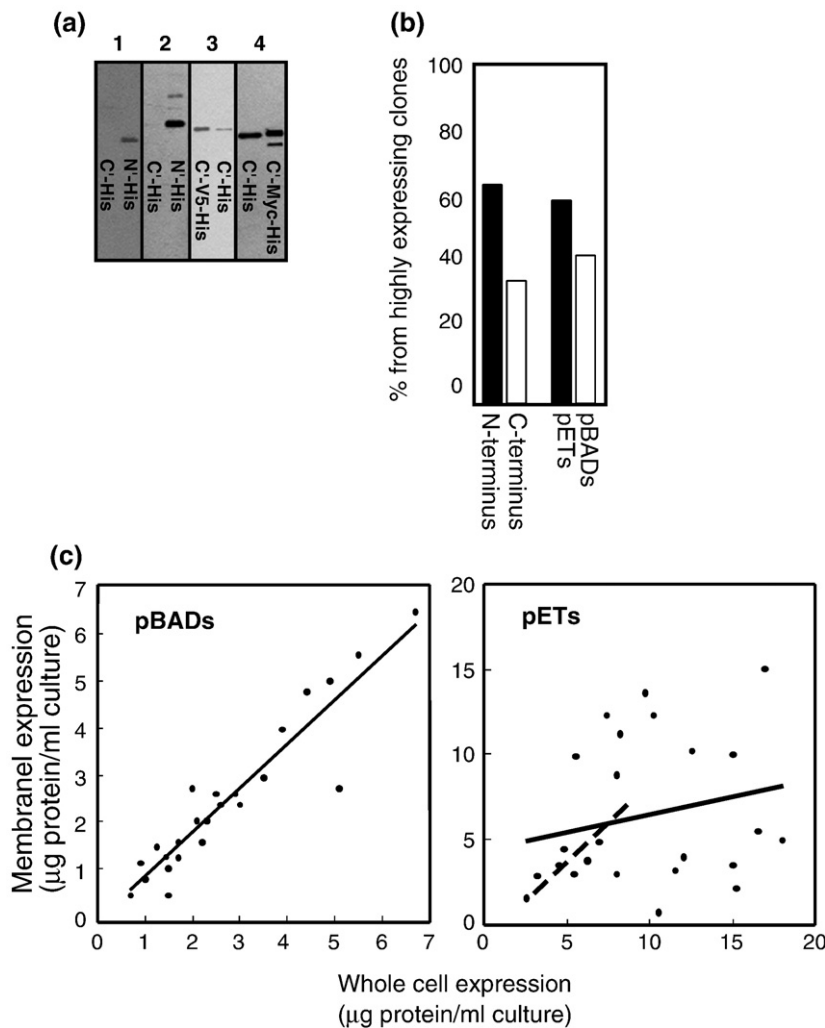 (a)
1 2 3 4
C'-His
N'-His
C'-His
N'-His
C'-V5-His
C'-His
C'-His
C'-Myc-His
(b)
% from highly expressing clones
100
80
60
40
20
0
N-terminus
C-terminus
pETs
pBADs
(c)
Membranel expression
(μg protein/ml culture)
7
6
5
4
3
2
1
0
pBADs
0 1 2 3 4 5 6 7
20
15
10
5
0
pETs
0 5 10 15 20
Whole cell expression
(μg protein/ml culture)